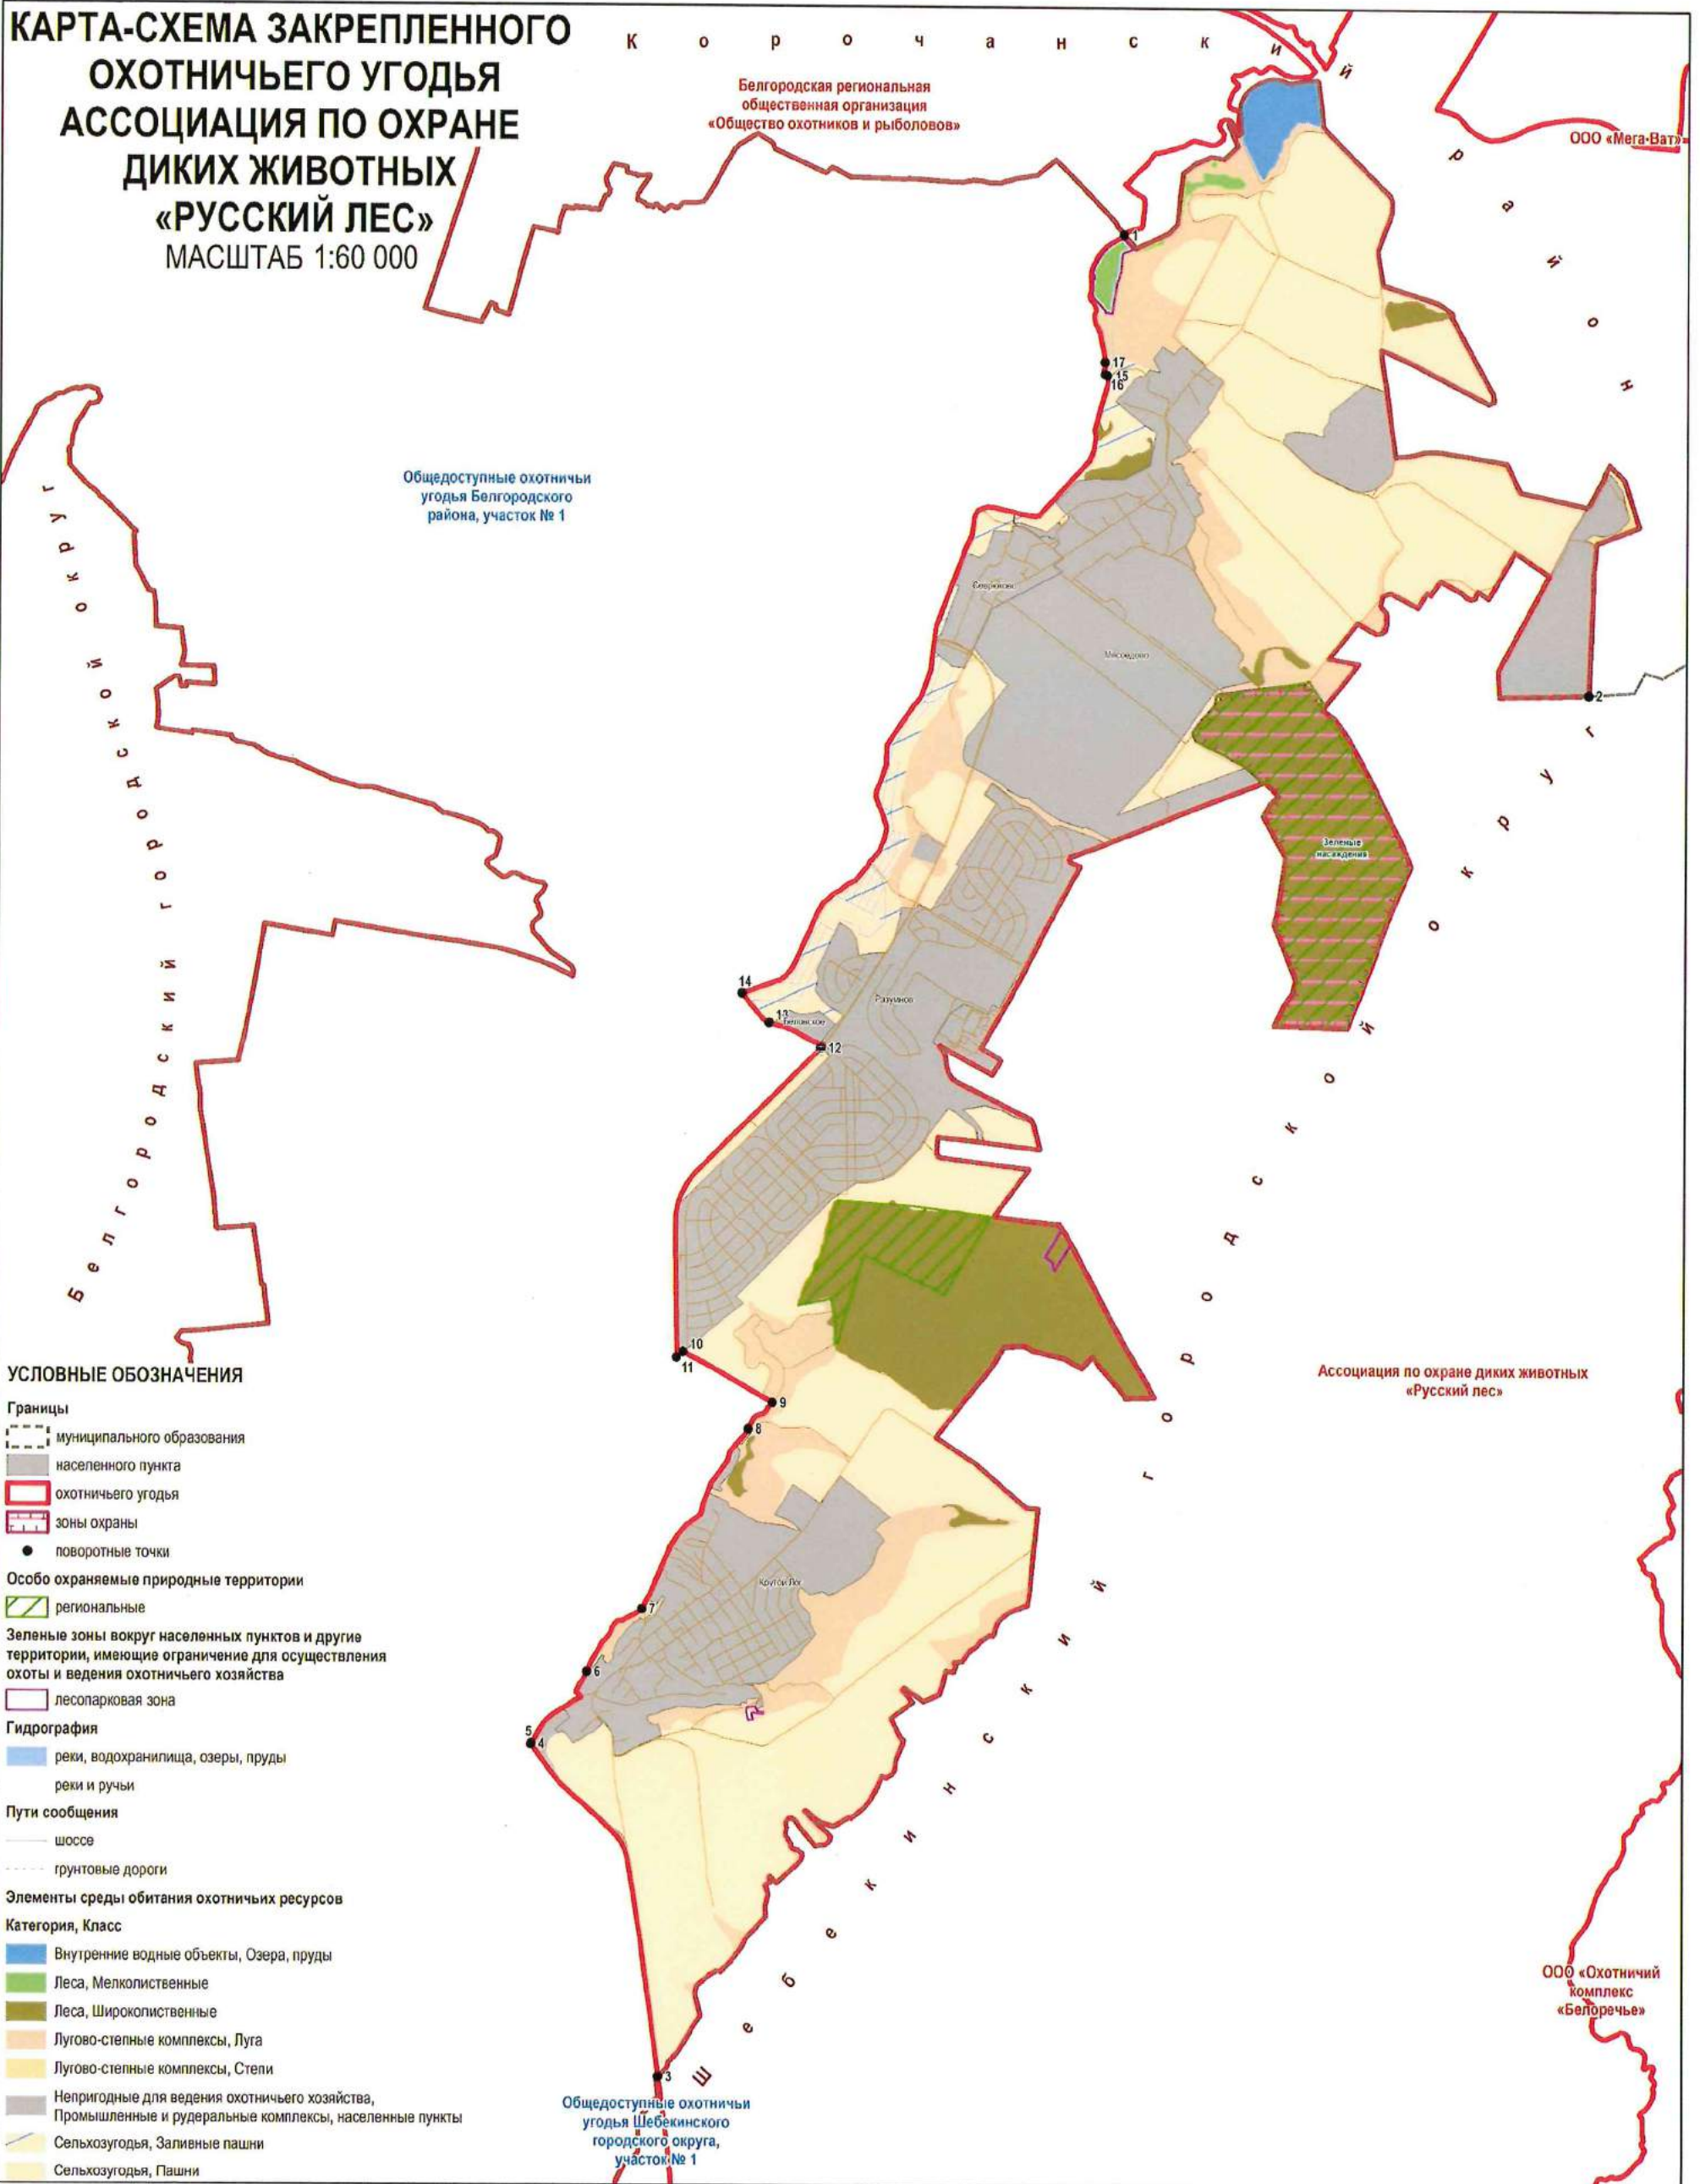 КАРТА-СХЕМА ЗАКРЕПЛЕННОГО
ОХОТНИЧЬЕГО УГОДЬЯ
АССОЦИАЦИЯ ПО ОХРАНЕ
ДИКИХ ЖИВОТНЫХ
«РУССКИЙ ЛЕС»
МАСШТАБ 1:60 000
Корочанский район
Белгородская региональная
общественная организация
«Общество охотников и рыболовов»
ООО «Мега-Ват»
1
17
15
16
Общедоступные охотничьи
угодья Белгородского
района, участок № 1
Белгородский городской округ
Мясоедово
2
Зеленые
насаждения
14
13
Беловское
12
10
11
9
8
Крутой Лог
7
6
5
4
3
Шебекинский городской округ
Ассоциация по охране диких животных
«Русский лес»
ООО «Охотничий
комплекс
«Белоречье»
Общедоступные охотничьи
угодья Шебекинского
городского округа,
участок № 1
УСЛОВНЫЕ ОБОЗНАЧЕНИЯ
Границы
муниципального образования
населенного пункта
охотничьего угодья
зоны охраны
поворотные точки
Особо охраняемые природные территории
региональные
Зеленые зоны вокруг населенных пунктов и другие
территории, имеющие ограничение для осуществления
охоты и ведения охотничьего хозяйства
лесопарковая зона
Гидрография
реки, водохранилища, озеры, пруды
реки и ручьи
Пути сообщения
шоссе
грунтовые дороги
Элементы среды обитания охотничьих ресурсов
Категория, Класс
Внутренние водные объекты, Озера, пруды
Леса, Мелколиственные
Леса, Широколиственные
Лугово-степные комплексы, Луга
Лугово-степные комплексы, Степи
Непригодные для ведения охотничьего хозяйства,
Промышленные и рудеральные комплексы, населенные пункты
Сельхозугодья, Заливные пашни
Сельхозугодья, Пашни